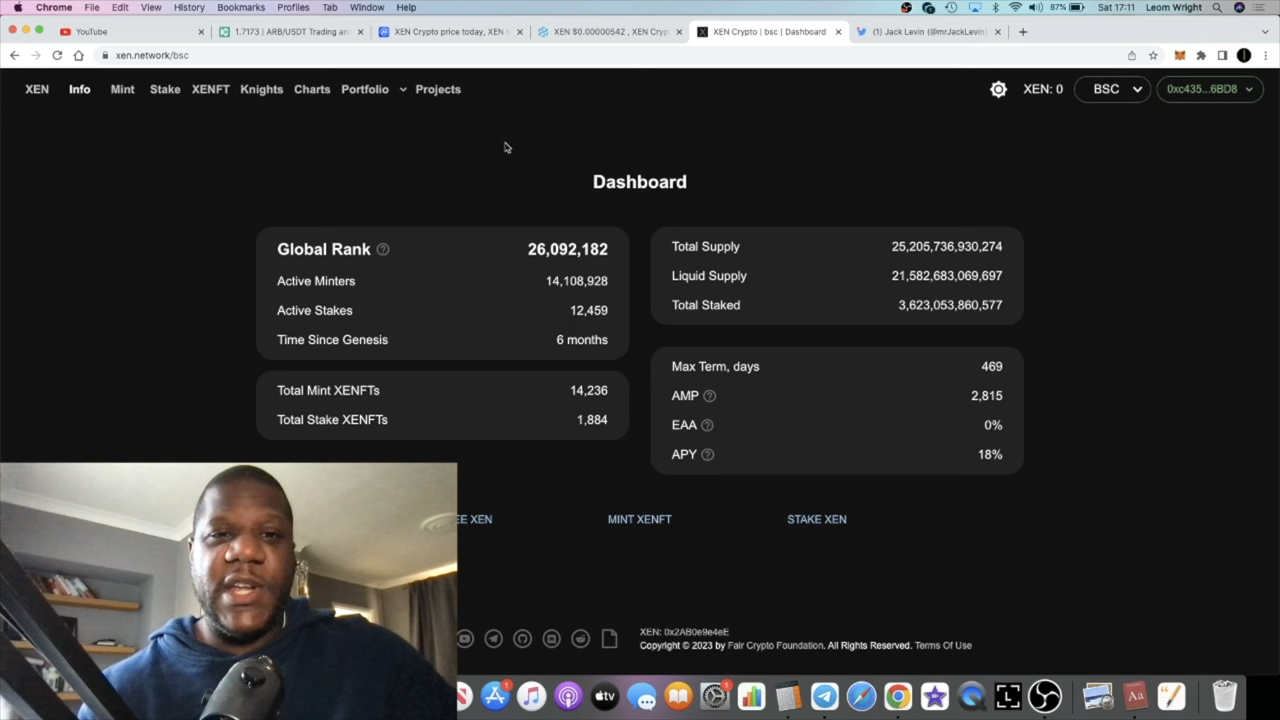 Chrome File Edit View History Bookmarks Profiles Tab Window Help 87% Sat 17:11 Leom Wright
YouTube 1.7173 | ARB/USDT Trading an XEN Crypto price today, XEN t XEN $0.00000542 , XEN Cryp XEN Crypto | bsc | Dashboard (1) Jack Levin (@mrJackLevin)
xen.network/bsc
XEN Info Mint Stake XENFT Knights Charts Portfolio Projects XEN: 0 BSC 0xc435...6BD8
Dashboard
Global Rank 26,092,182
Active Minters 14,108,928
Active Stakes 12,459
Time Since Genesis 6 months
Total Mint XENFTs 14,236
Total Stake XENFTs 1,884
Total Supply 25,205,736,930,274
Liquid Supply 21,582,683,069,697
Total Staked 3,623,053,860,577
Max Term, days 469
AMP 2,815
EAA 0%
APY 18%
EE XEN MINT XENFT STAKE XEN
XEN: 0x2AB0e9e4eE
Copyright © 2023 by Fair Crypto Foundation. All Rights Reserved. Terms Of Use
tv